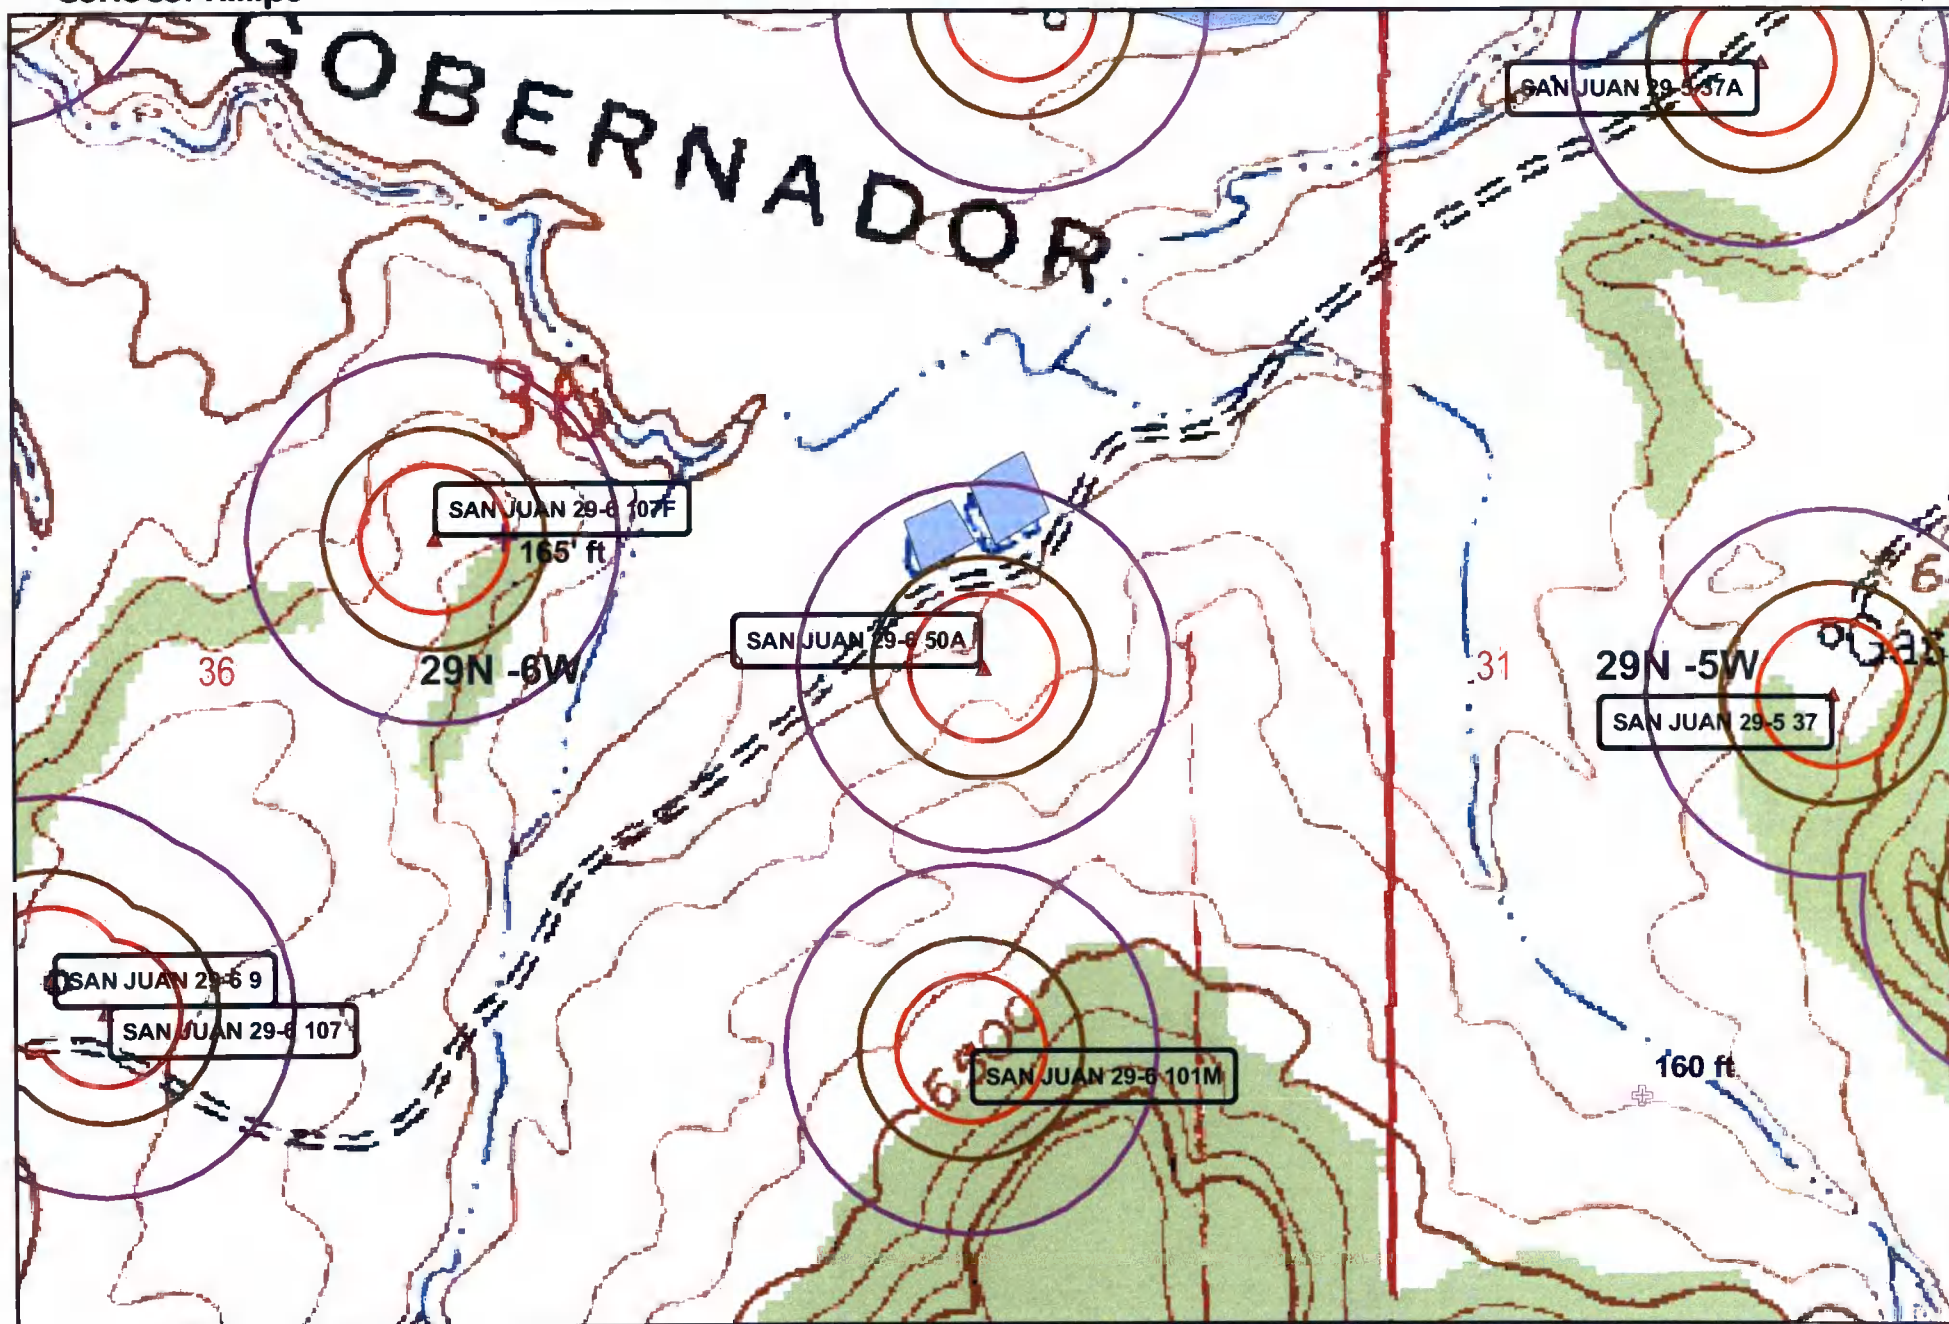 GOBERNADOR
SAN JUAN 29-5 37A
SAN JUAN 29-6 107F
165' ft
SAN JUAN 29-6 50A
36
29N -6W
31
29N -5W
SAN JUAN 29-5 37
SAN JUAN 29-6 9
SAN JUAN 29-6 107
6400
SAN JUAN 29-6 101M
160 ft